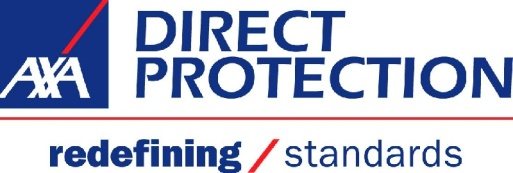 AXA DIRECT
PROTECTION
redefining / standards